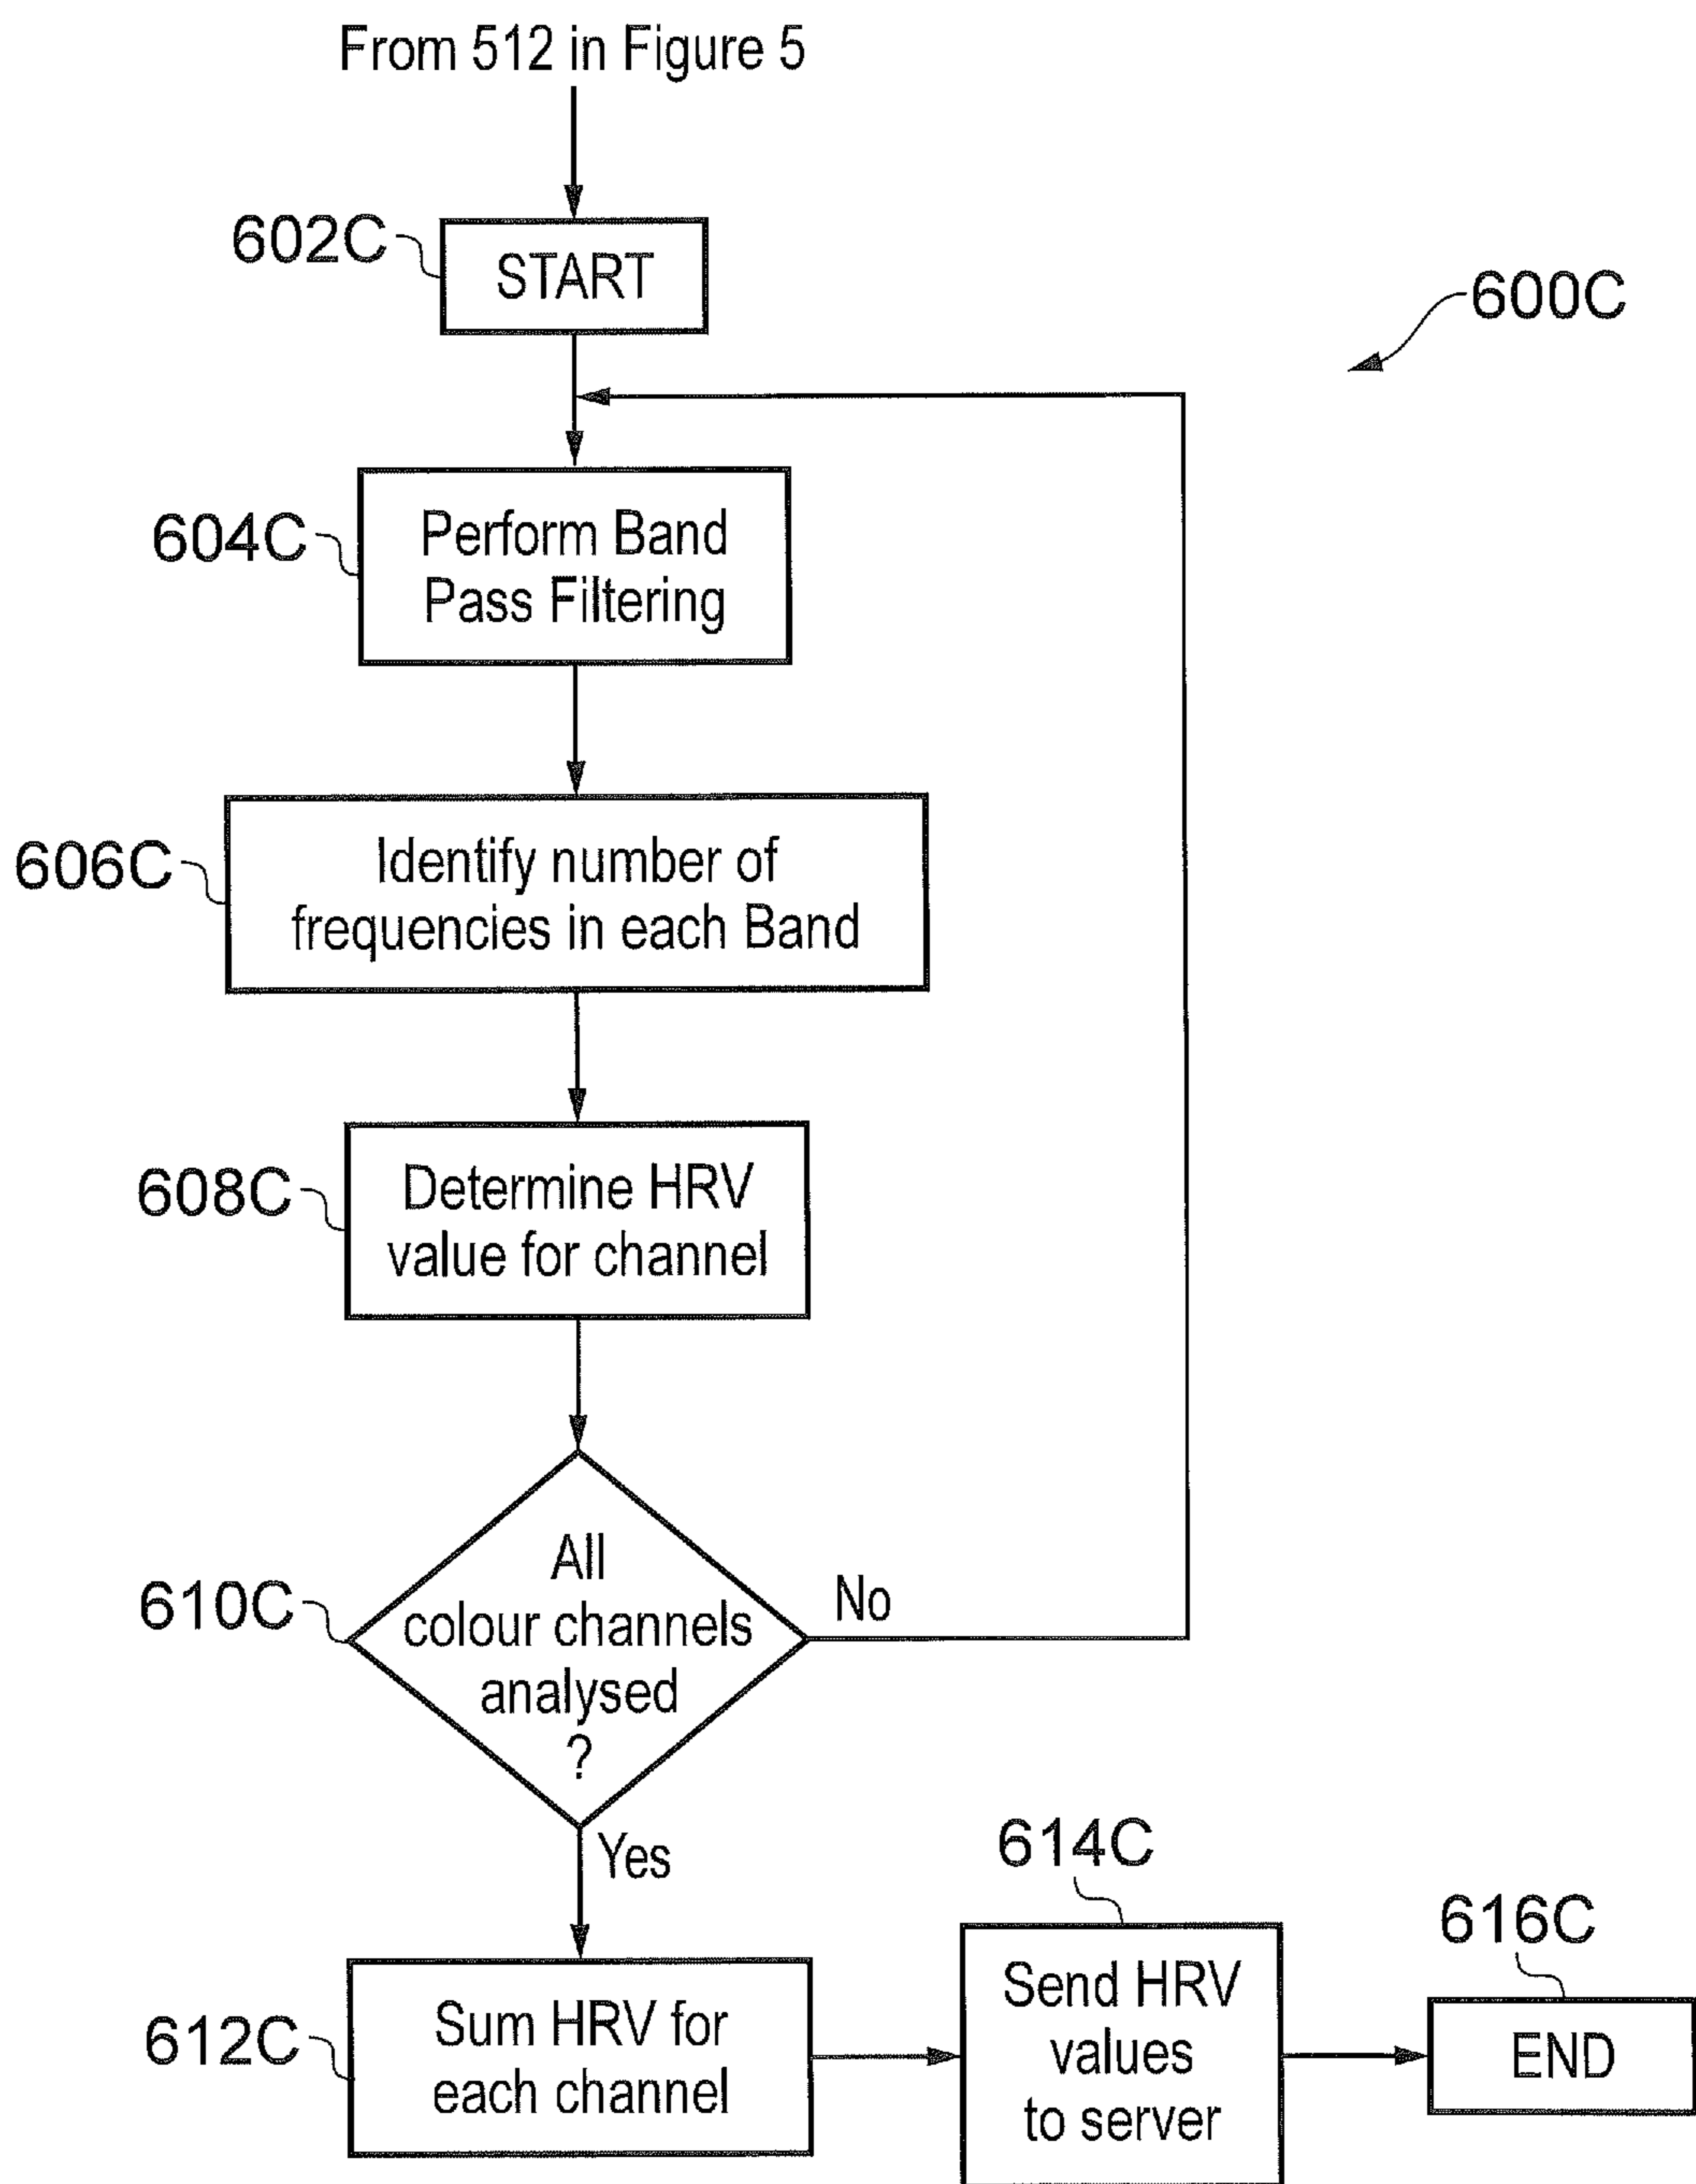 From 512 in Figure 5
602C
START
600C
604C
Perform Band
Pass Filtering
606C
Identify number of
frequencies in each Band
608C
Determine HRV
value for channel
610C
All
colour channels
analysed
?
No
Yes
612C
Sum HRV for
each channel
614C
Send HRV
values
to server
616C
END